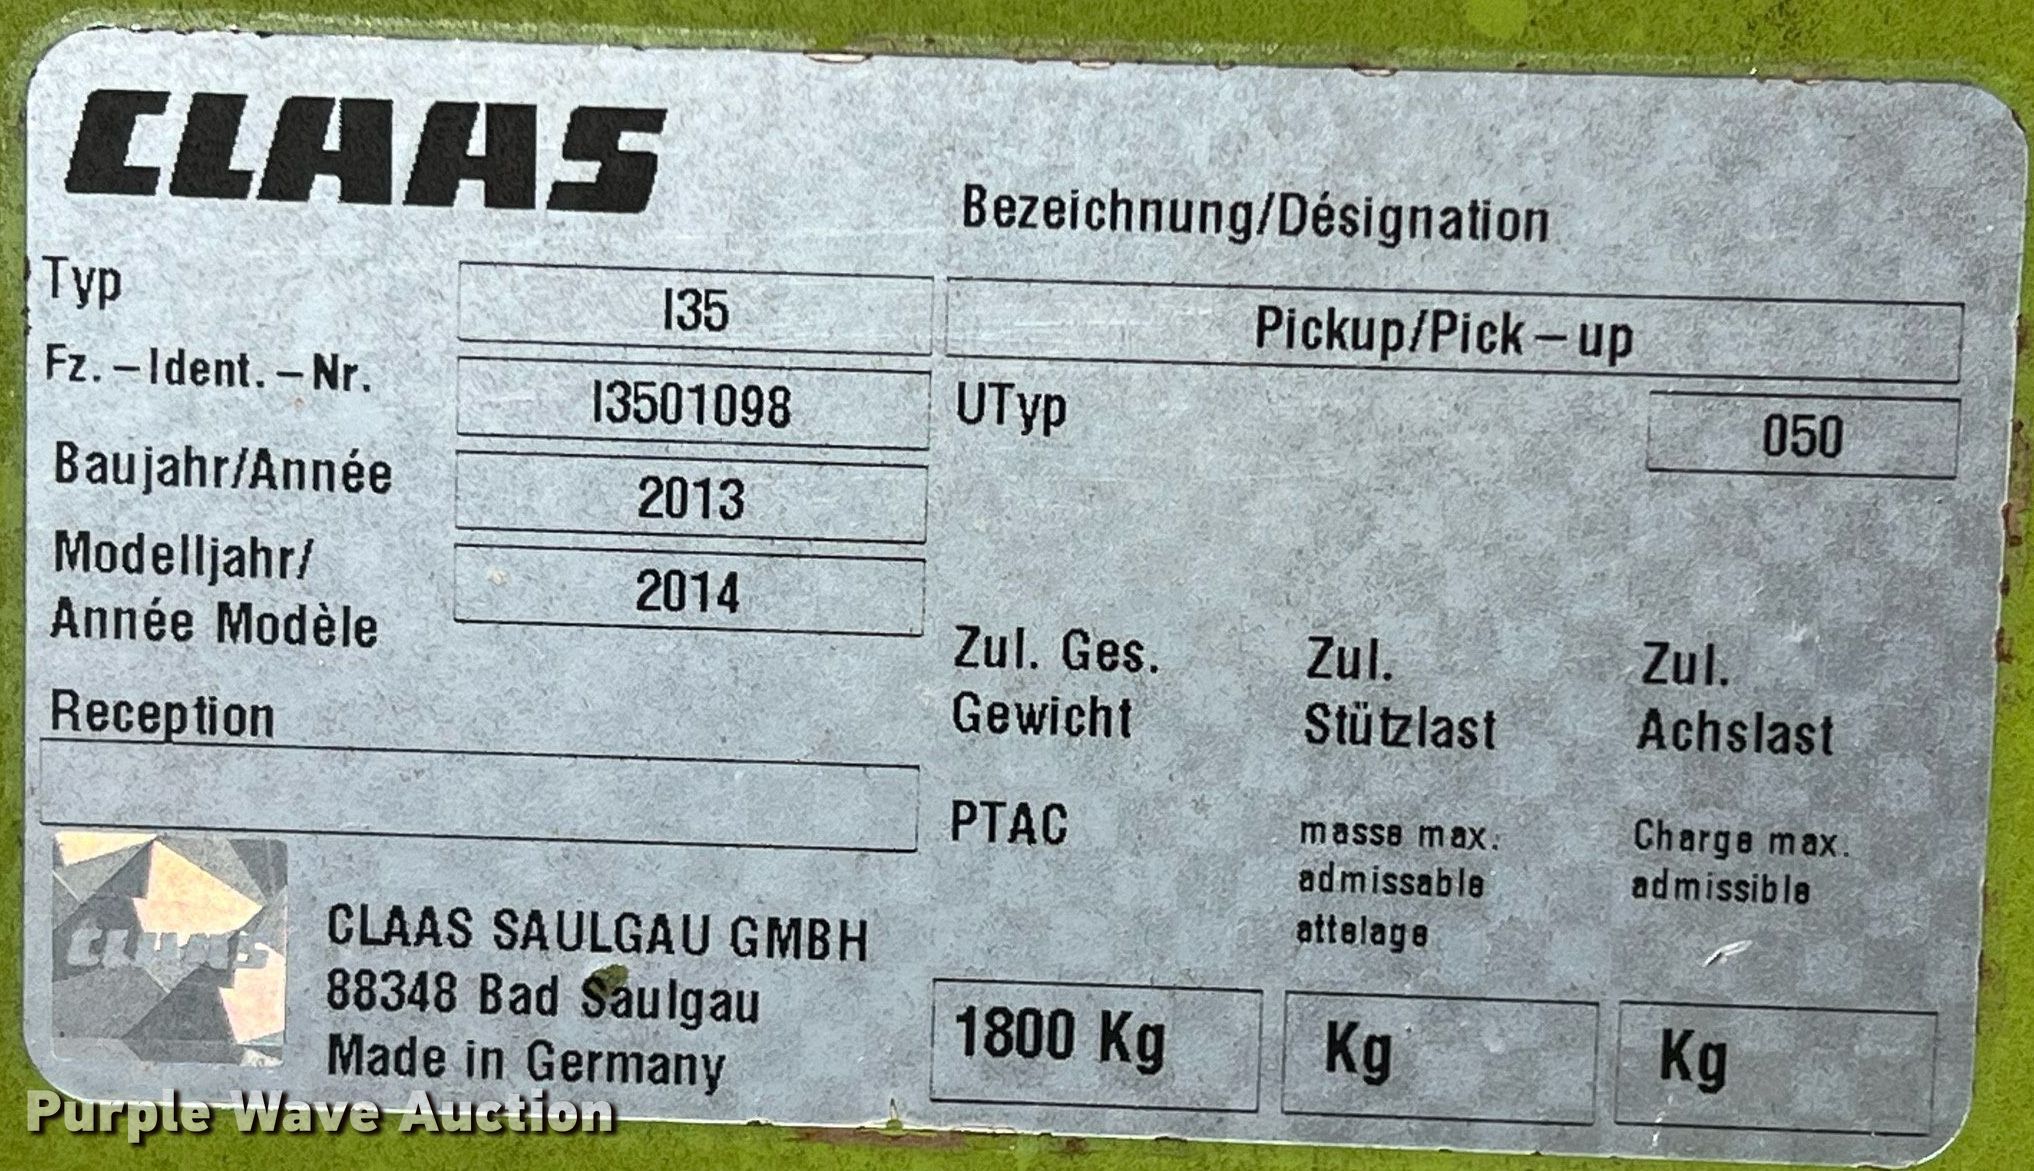 CLAAS
Bezeichnung/Désignation
Typ
I35
Pickup/Pick-up
Fz.-Ident.-Nr.
I3501098
UTyp
050
Baujahr/Année
2013
Modelljahr/
Année Modèle
2014
Reception
Zul. Ges.
Gewicht
PTAC
1800 Kg
Zul.
Stützlast
masse max.
admissable
attelage
Kg
Zul.
Achslast
Charge max.
admissible
Kg
CLAAS
CLAAS SAULGAU GMBH
88348 Bad Saulgau
Made in Germany
Purple Wave Auction